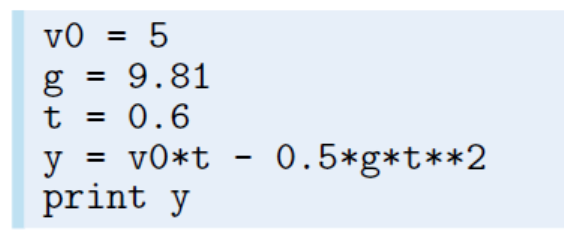 v0 = 5
g = 9.81
t = 0.6
y = v0*t - 0.5*g*t**2
print y